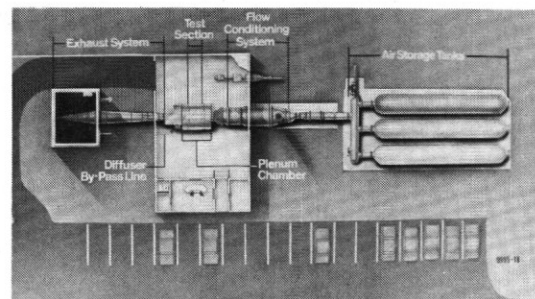 Flow
Test Conditioning
Exhaust System Section System Air Storage Tanks
Diffuser Plenum
By-Pass Line Chamber